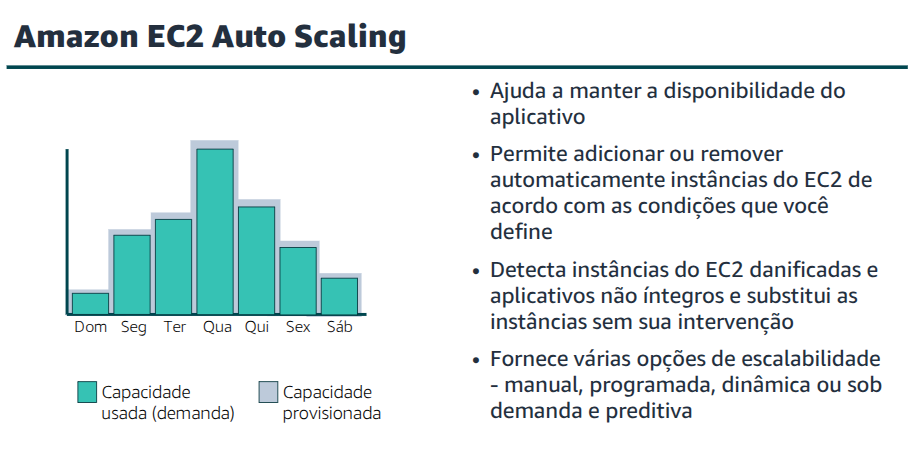 Amazon EC2 Auto Scaling
Dom Seg Ter Qua Qui Sex Sáb
Capacidade
usada (demanda)
Capacidade
provisionada
• Ajuda a manter a disponibilidade do
aplicativo
• Permite adicionar ou remover
automaticamente instâncias do EC2 de
acordo com as condições que você
define
• Detecta instâncias do EC2 danificadas e
aplicativos não íntegros e substitui as
instâncias sem sua intervenção
• Fornece várias opções de escalabilidade
- manual, programada, dinâmica ou sob
demanda e preditiva